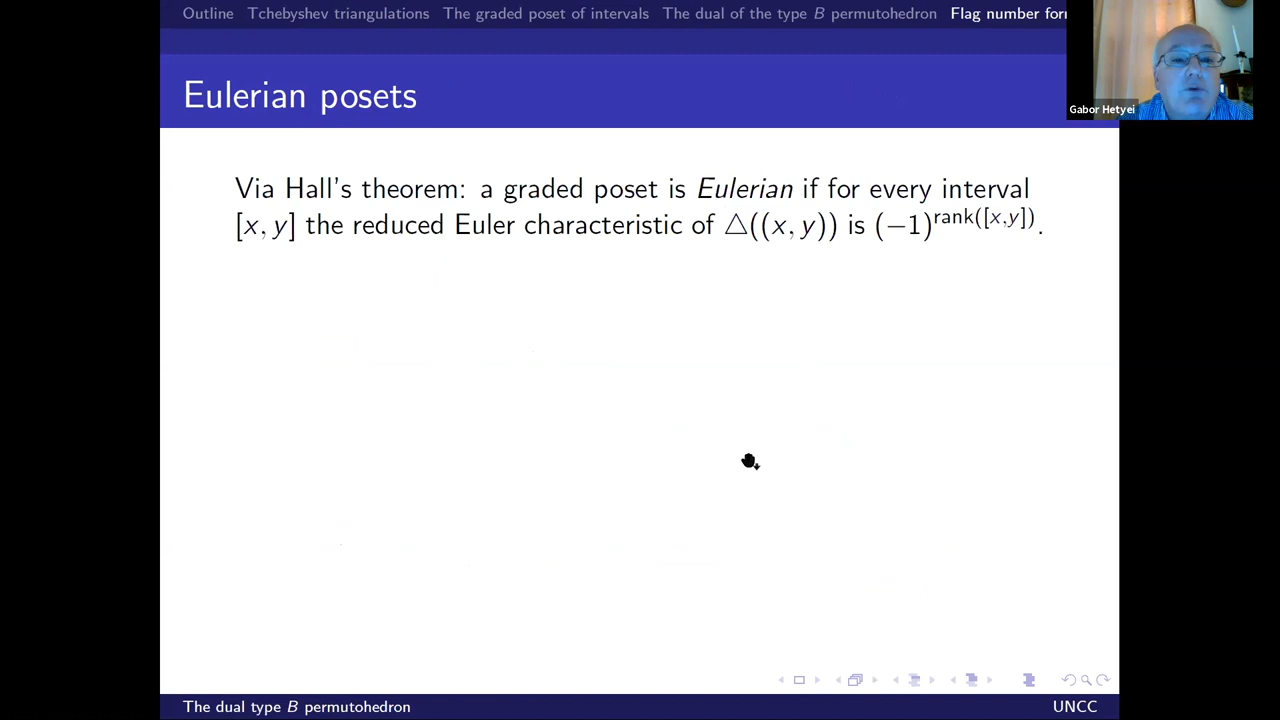 Outline Tchebyshev triangulations The graded poset of intervals The dual of the type B permutohedron Flag number for
Gabor Hetyei
Eulerian posets
Via Hall's theorem: a graded poset is Eulerian if for every interval
[x, y] the reduced Euler characteristic of △((x, y)) is (−1)^rank([x,y]).
The dual type B permutohedron UNCC